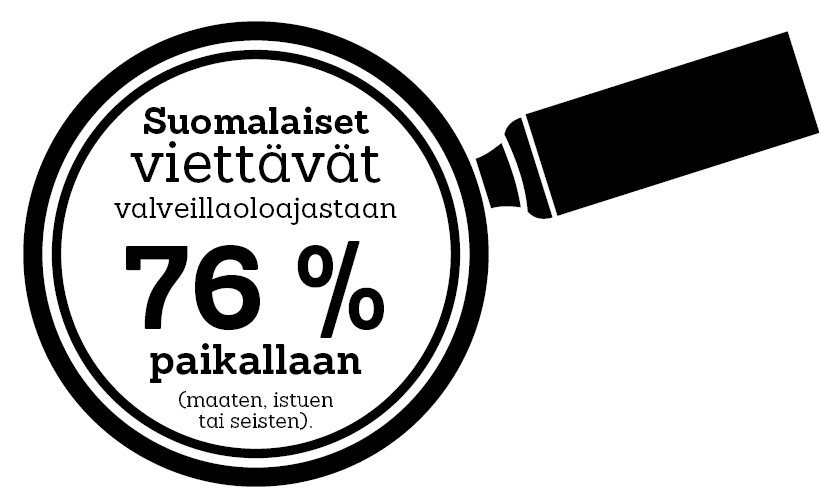 Suomalaiset
viettävät
valveillaoloajastaan
76 %
paikallaan
(maaten, istuen
tai seisten).